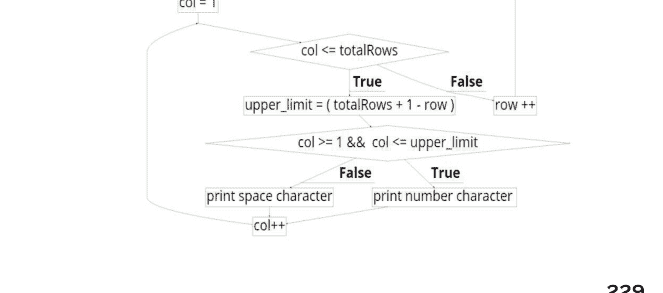 col = 1
col <= totalRows
True
False
upper_limit = ( totalRows + 1 - row )
row ++
col >= 1 && col <= upper_limit
False
True
print space character
print number character
col++
229